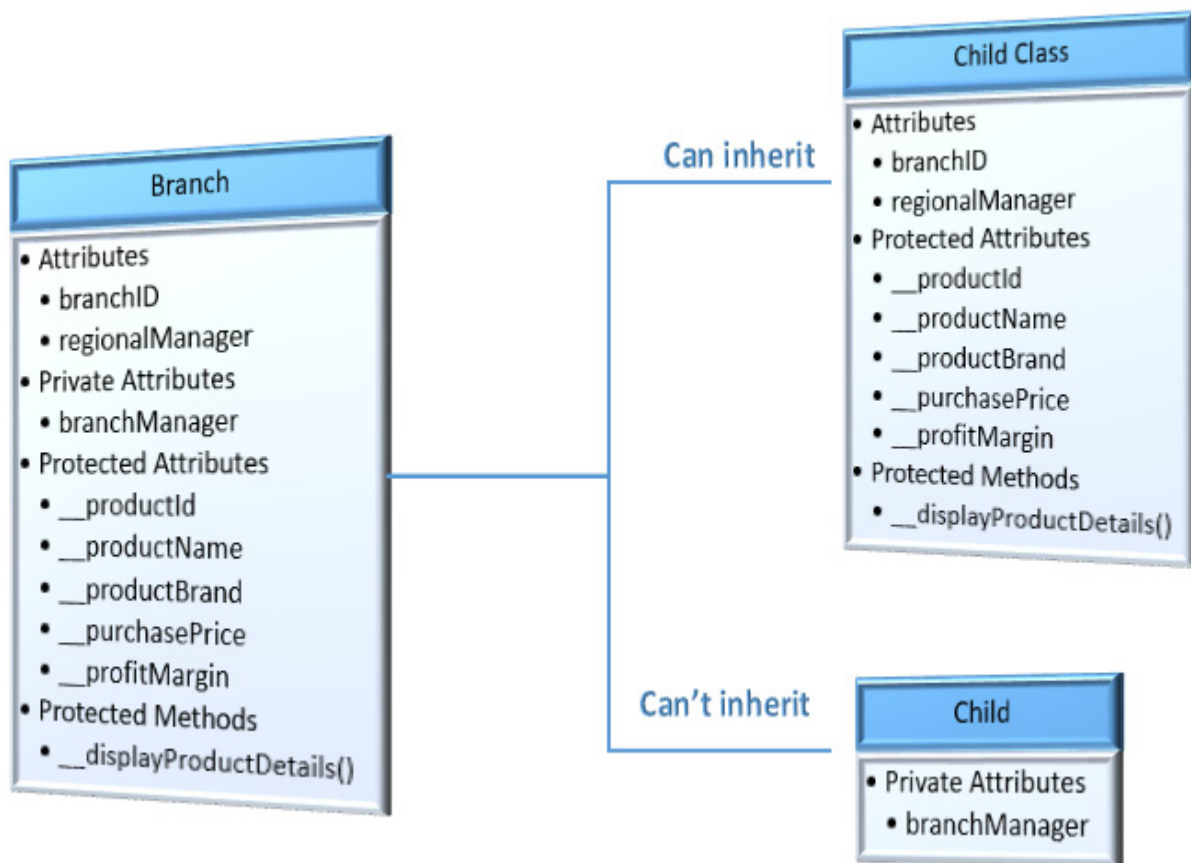 Branch
• Attributes
• branchID
• regionalManager
• Private Attributes
• branchManager
• Protected Attributes
• __productId
• __productName
• __productBrand
• __purchasePrice
• __profitMargin
• Protected Methods
• __displayProductDetails()
Can inherit
Child Class
• Attributes
• branchID
• regionalManager
• Protected Attributes
• __productId
• __productName
• __productBrand
• __purchasePrice
• __profitMargin
• Protected Methods
• __displayProductDetails()
Can’t inherit
Child
• Private Attributes
• branchManager